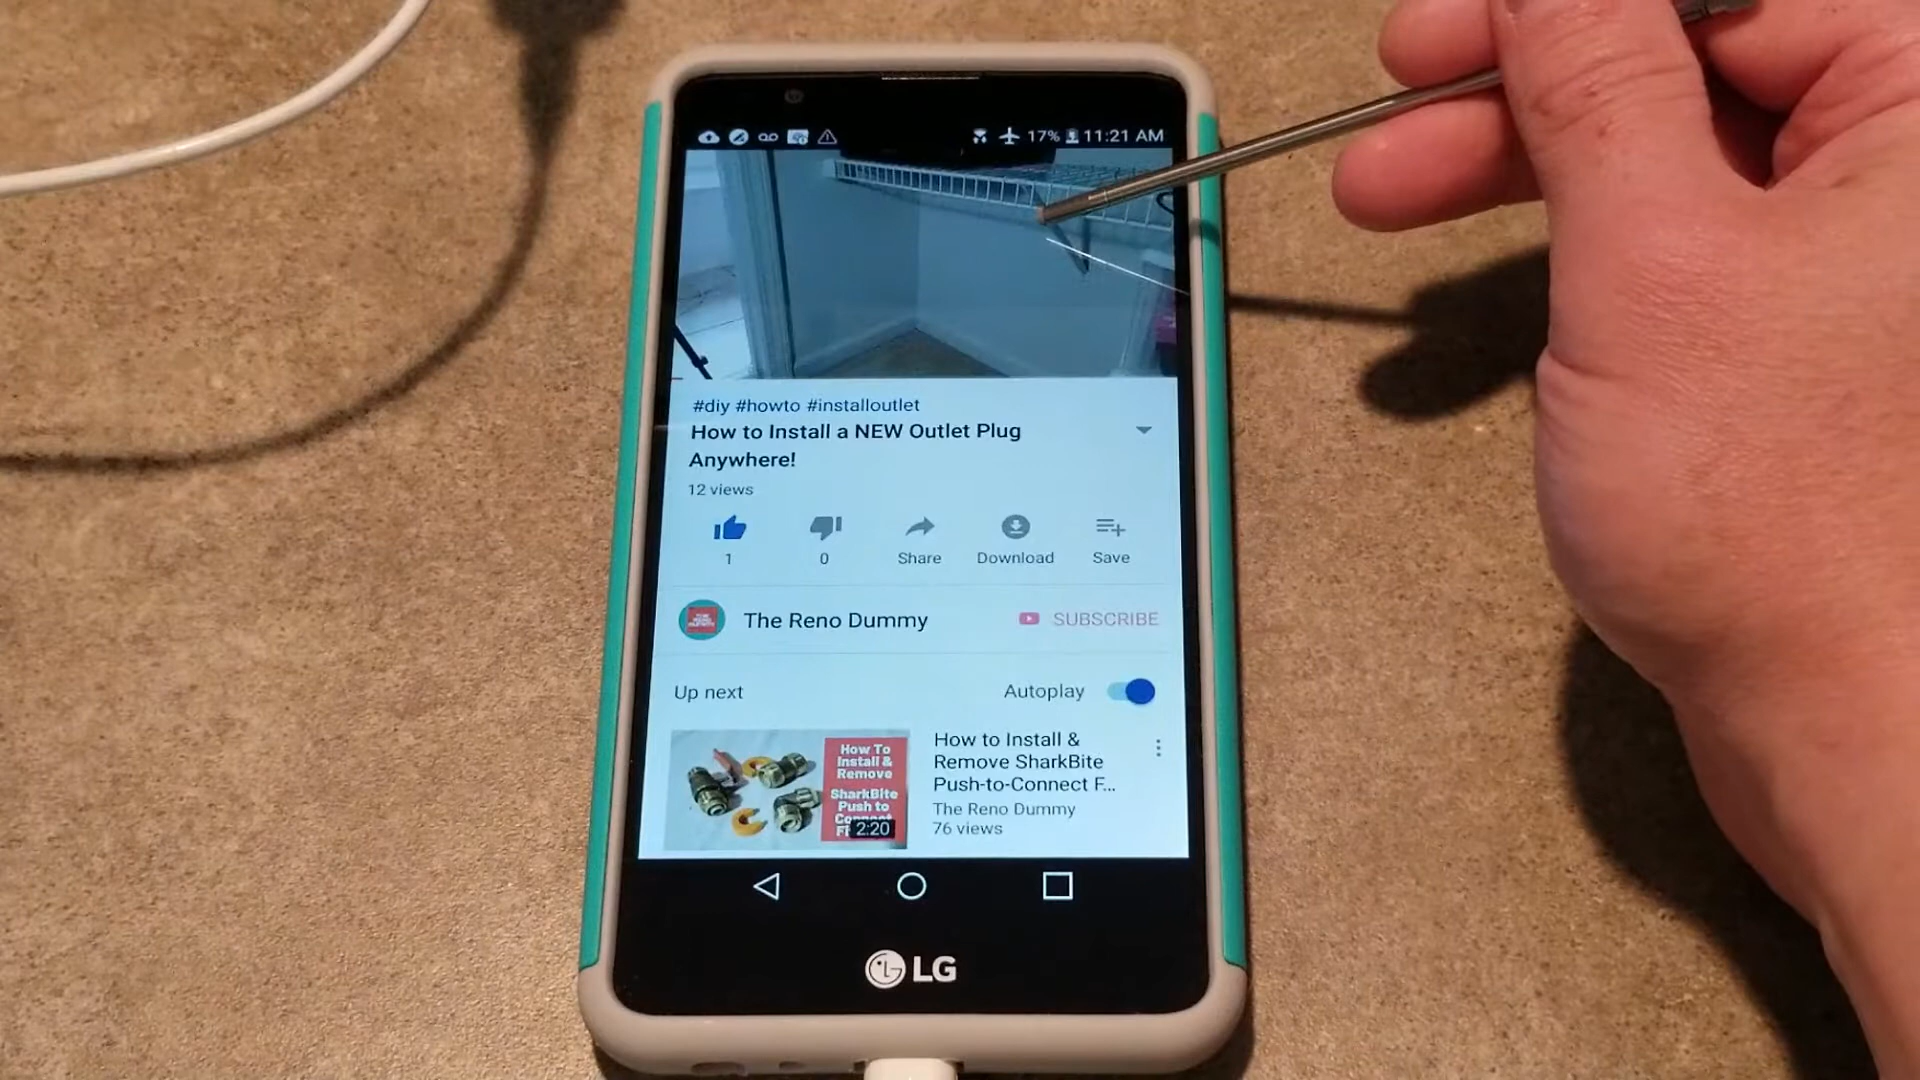 17% 11:21 AM
#diy #howto #installoutlet
How to Install a NEW Outlet Plug
Anywhere!
12 views
1
0
Share
Download
Save
The Reno Dummy
SUBSCRIBE
Up next
Autoplay
How To
Install &
Remove
SharkBite
Push to
2:20
How to Install &
Remove SharkBite
Push-to-Connect F...
The Reno Dummy
76 views
LG